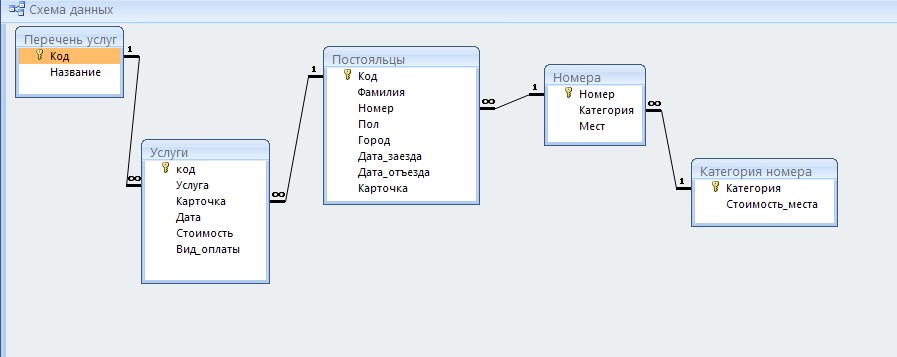 Схема данных
Перечень услуг
1
Код
Название
∞
Услуги
код
Услуга
Карточка
∞
Дата
Стоимость
Вид_оплаты
Постояльцы
1
Код
Фамилия
Номер
∞
Пол
Город
Дата_заезда
Дата_отъезда
Карточка
Номера
1
Номер
∞
Категория
Мест
Категория номера
1
Категория
Стоимость_места